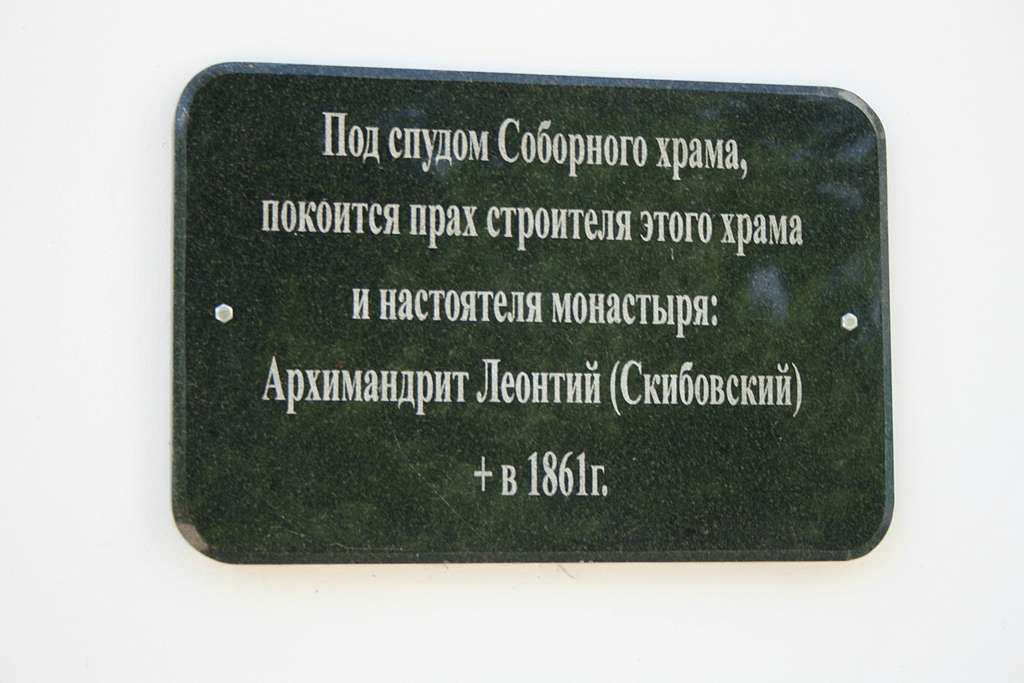 Под спудом Соборного храма,
покоится прах строителя этого храма
и настоятеля монастыря:
Архимандрит Леонтий (Скибовский)
+ в 1861г.